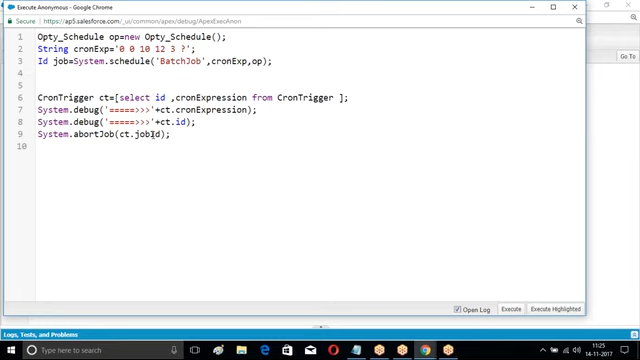 Execute Anonymous - Google Chrome
Secure https://ap5.salesforce.com/_ui/common/apex/debug/ApexExecAnon
1 Opty_Schedule op=new Opty_Schedule();
2 String cronExp='0 0 10 12 3 ?';
3 Id job=System.schedule('BatchJob',cronExp,op);
4
5
6 CronTrigger ct=[select id ,cronExpression from CronTrigger ];
7 System.debug('=====>>>'+ct.cronExpression);
8 System.debug('=====>>>'+ct.id);
9 System.abortJob(ct.jobId);
10
Go To
Open Log Execute Execute Highlighted
Logs, Tests, and Problems
Type here to search
11:25
14-11-2017